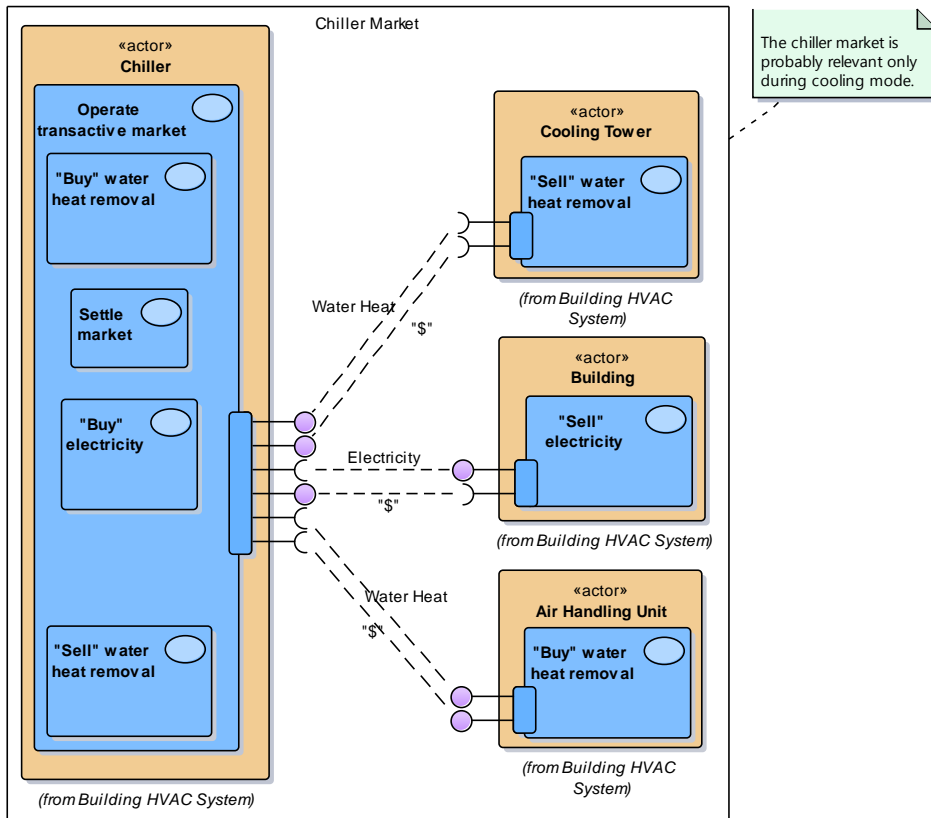 Chiller Market
«actor»
Chiller
Operate
transactive market
"Buy" water
heat removal
Settle
market
"Buy"
electricity
"Sell" water
heat removal
(from Building HVAC System)
Water Heat
"$"
Electricity
"$"
Water Heat
"$"
«actor»
Cooling Tower
"Sell" water
heat removal
(from Building HVAC
System)
«actor»
Building
"Sell"
electricity
(from Building HVAC System)
«actor»
Air Handling Unit
"Buy" water
heat removal
(from Building HVAC
System)
The chiller market is
probably relevant only
during cooling mode.